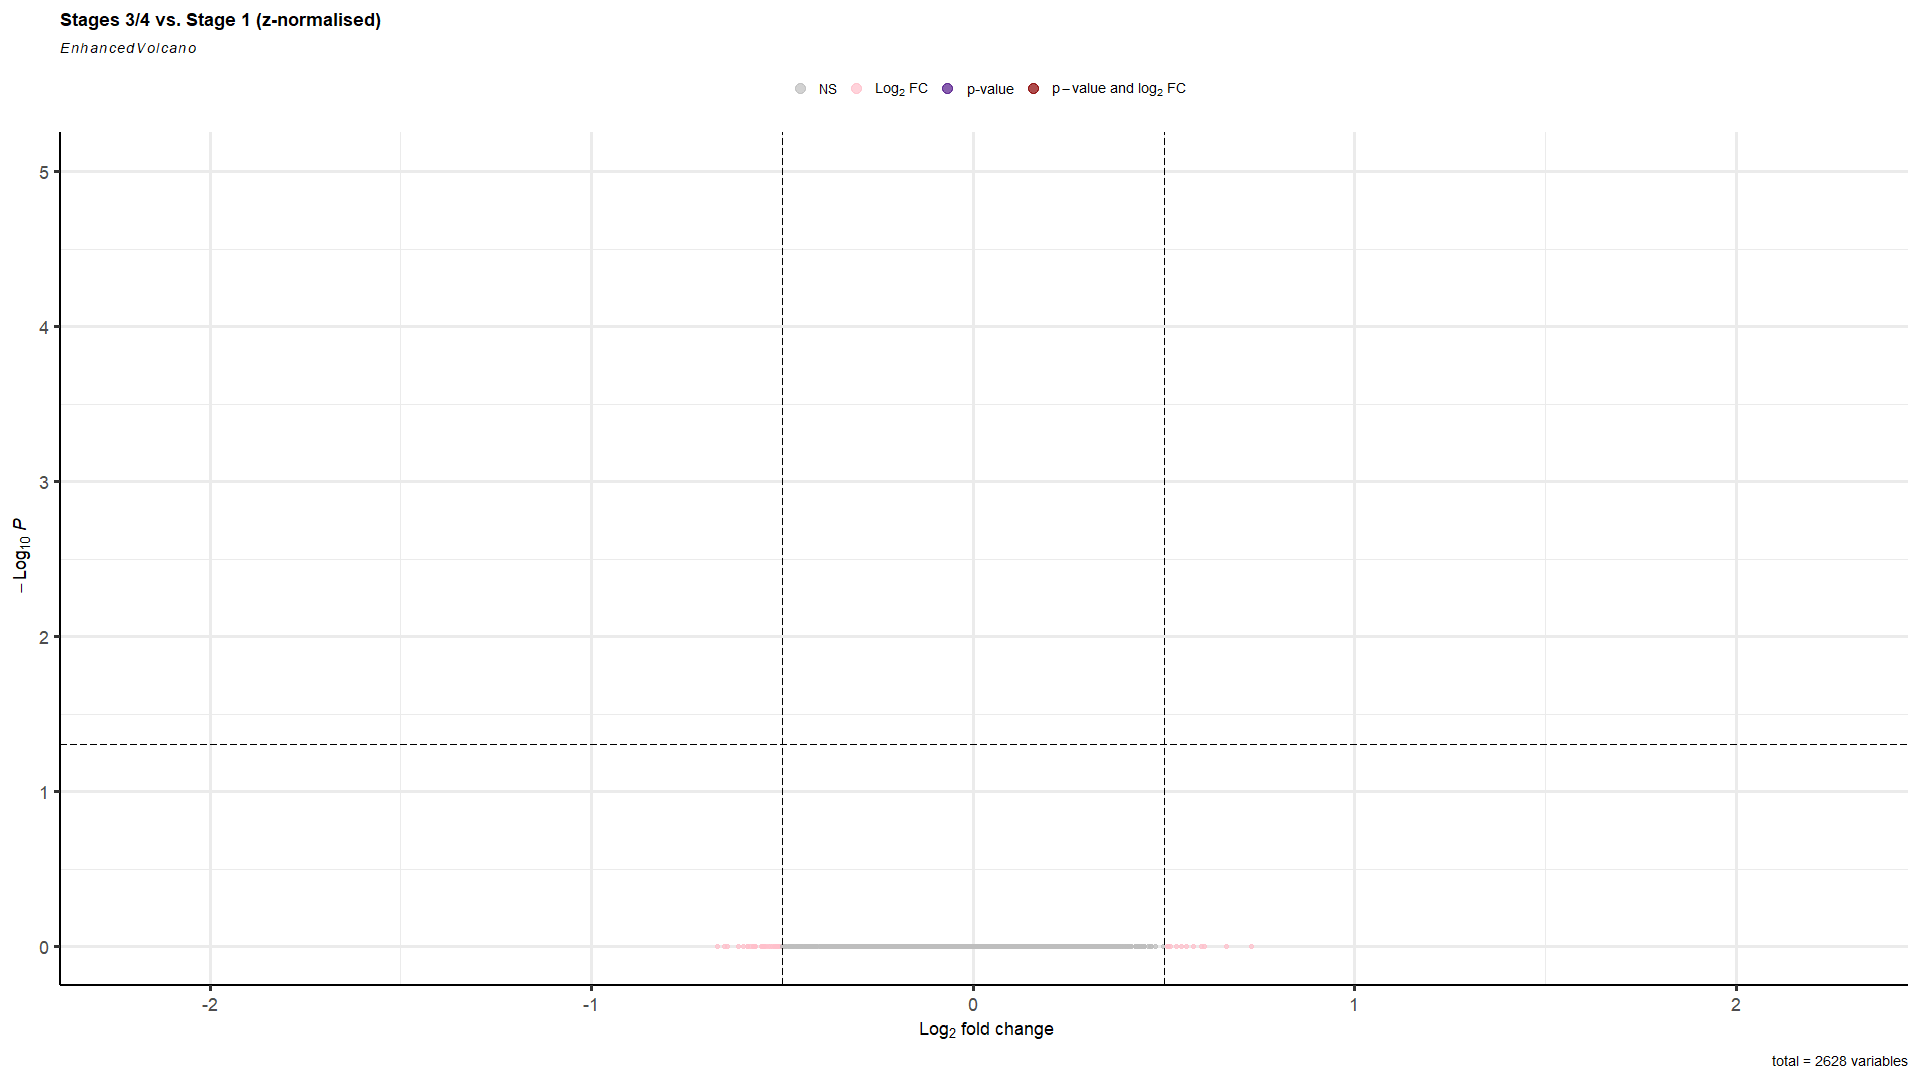 Stages 3/4 vs. Stage 1 (z-normalised)
EnhancedVolcano
NS Log₂ FC p-value p−value and log₂ FC
5
4
3
2
1
0
−Log₁₀ P
-2 -1 0 1 2
Log₂ fold change
total = 2628 variables